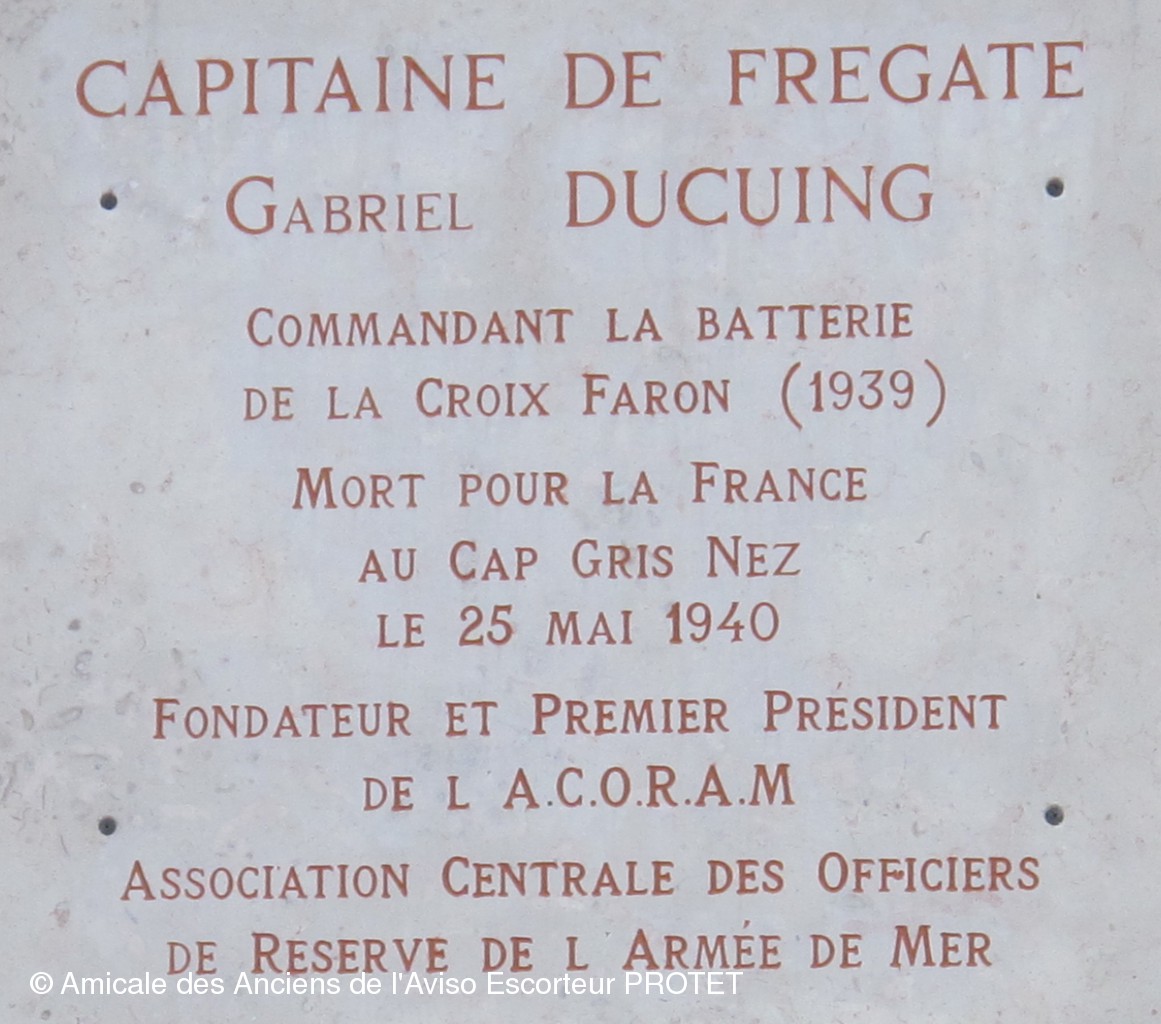 CAPITAINE DE FREGATE
GABRIEL DUCUING
COMMANDANT LA BATTERIE
DE LA CROIX FARON (1939)
MORT POUR LA FRANCE
AU CAP GRIS NEZ
LE 25 MAI 1940
FONDATEUR ET PREMIER PRÉSIDENT
DE L A.C.O.R.A.M
ASSOCIATION CENTRALE DES OFFICIERS
DE RESERVE DE L ARMÉE DE MER
© Amicale des Anciens de l'Aviso Escorteur PROTET